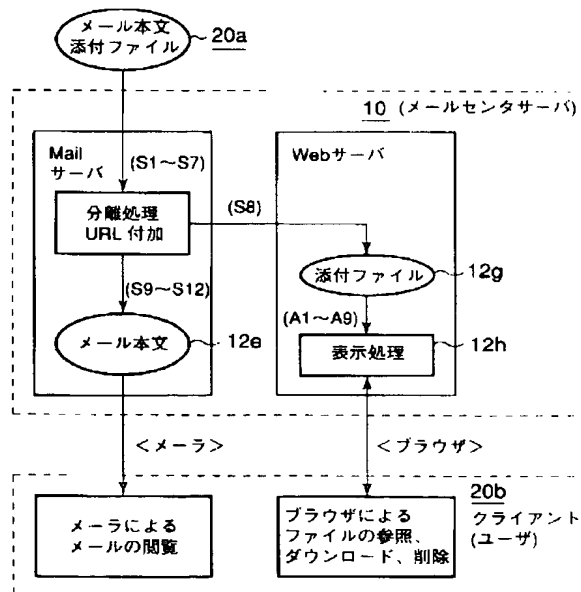 メール本文
添付ファイル
20a
10 (メールセンタサーバ)
Mail
サーバ
(S1～S7)
Webサーバ
分離処理
URL付加
(S8)
添付ファイル
12g
(S9～S12)
(A1～A9)
メール本文
12e
表示処理
12h
＜メーラ＞
＜ブラウザ＞
20b
クライアント
(ユーザ)
メーラによる
メールの閲覧
ブラウザによる
ファイルの参照、
ダウンロード、削除